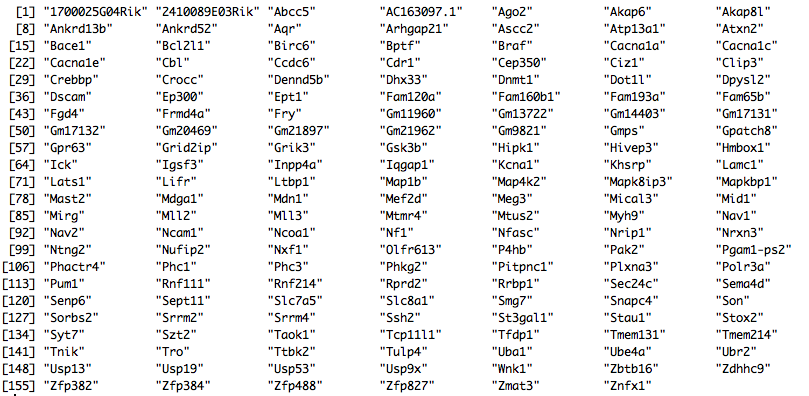 [1] "1700025G04Rik" "2410089E03Rik" "Abcc5" "AC163097.1" "Ago2" "Akap6" "Akap8l"
[8] "Ankrd13b" "Ankrd52" "Aqr" "Arhgap21" "Ascc2" "Atp13a1" "Atxn2"
[15] "Bace1" "Bcl2l1" "Birc6" "Bptf" "Braf" "Cacna1a" "Cacna1c"
[22] "Cacna1e" "Cbl" "Ccdc6" "Cdr1" "Cep350" "Ciz1" "Clip3"
[29] "Crebbp" "Crocc" "Dennd5b" "Dhx33" "Dnmt1" "Dot1l" "Dpysl2"
[36] "Dscam" "Ep300" "Ept1" "Fam120a" "Fam160b1" "Fam193a" "Fam65b"
[43] "Fgd4" "Frmd4a" "Fry" "Gm11960" "Gm13722" "Gm14403" "Gm17131"
[50] "Gm17132" "Gm20469" "Gm21897" "Gm21962" "Gm9821" "Gmps" "Gpatch8"
[57] "Gpr63" "Grid2ip" "Grik3" "Gsk3b" "Hipk1" "Hivep3" "Hmbox1"
[64] "Ick" "Igsf3" "Inpp4a" "Iqgap1" "Kcna1" "Khsrp" "Lamc1"
[71] "Lats1" "Lifr" "Ltbp1" "Map1b" "Map4k2" "Mapk8ip3" "Mapkbp1"
[78] "Mast2" "Mdga1" "Mdn1" "Mef2d" "Meg3" "Mical3" "Mid1"
[85] "Mirg" "Mll2" "Mll3" "Mtmr4" "Mtus2" "Myh9" "Nav1"
[92] "Nav2" "Ncam1" "Ncoa1" "Nf1" "Nfasc" "Nrip1" "Nrxn3"
[99] "Ntng2" "Nufip2" "Nxf1" "Olfr613" "P4hb" "Pak2" "Pgam1-ps2"
[106] "Phactr4" "Phc1" "Phc3" "Phkg2" "Pitpnc1" "Plxna3" "Polr3a"
[113] "Pum1" "Rnf111" "Rnf214" "Rprd2" "Rrbp1" "Sec24c" "Sema4d"
[120] "Senp6" "Sept11" "Slc7a5" "Slc8a1" "Smg7" "Snapc4" "Son"
[127] "Sorbs2" "Srrm2" "Srrm4" "Ssh2" "St3gal1" "Stau1" "Stox2"
[134] "Syt7" "Szt2" "Taok1" "Tcp11l1" "Tfdp1" "Tmem131" "Tmem214"
[141] "Tnik" "Tro" "Ttbk2" "Tulp4" "Uba1" "Ube4a" "Ubr2"
[148] "Usp13" "Usp19" "Usp53" "Usp9x" "Wnk1" "Zbtb16" "Zdhhc9"
[155] "Zfp382" "Zfp384" "Zfp488" "Zfp827" "Zmat3" "Znfx1"